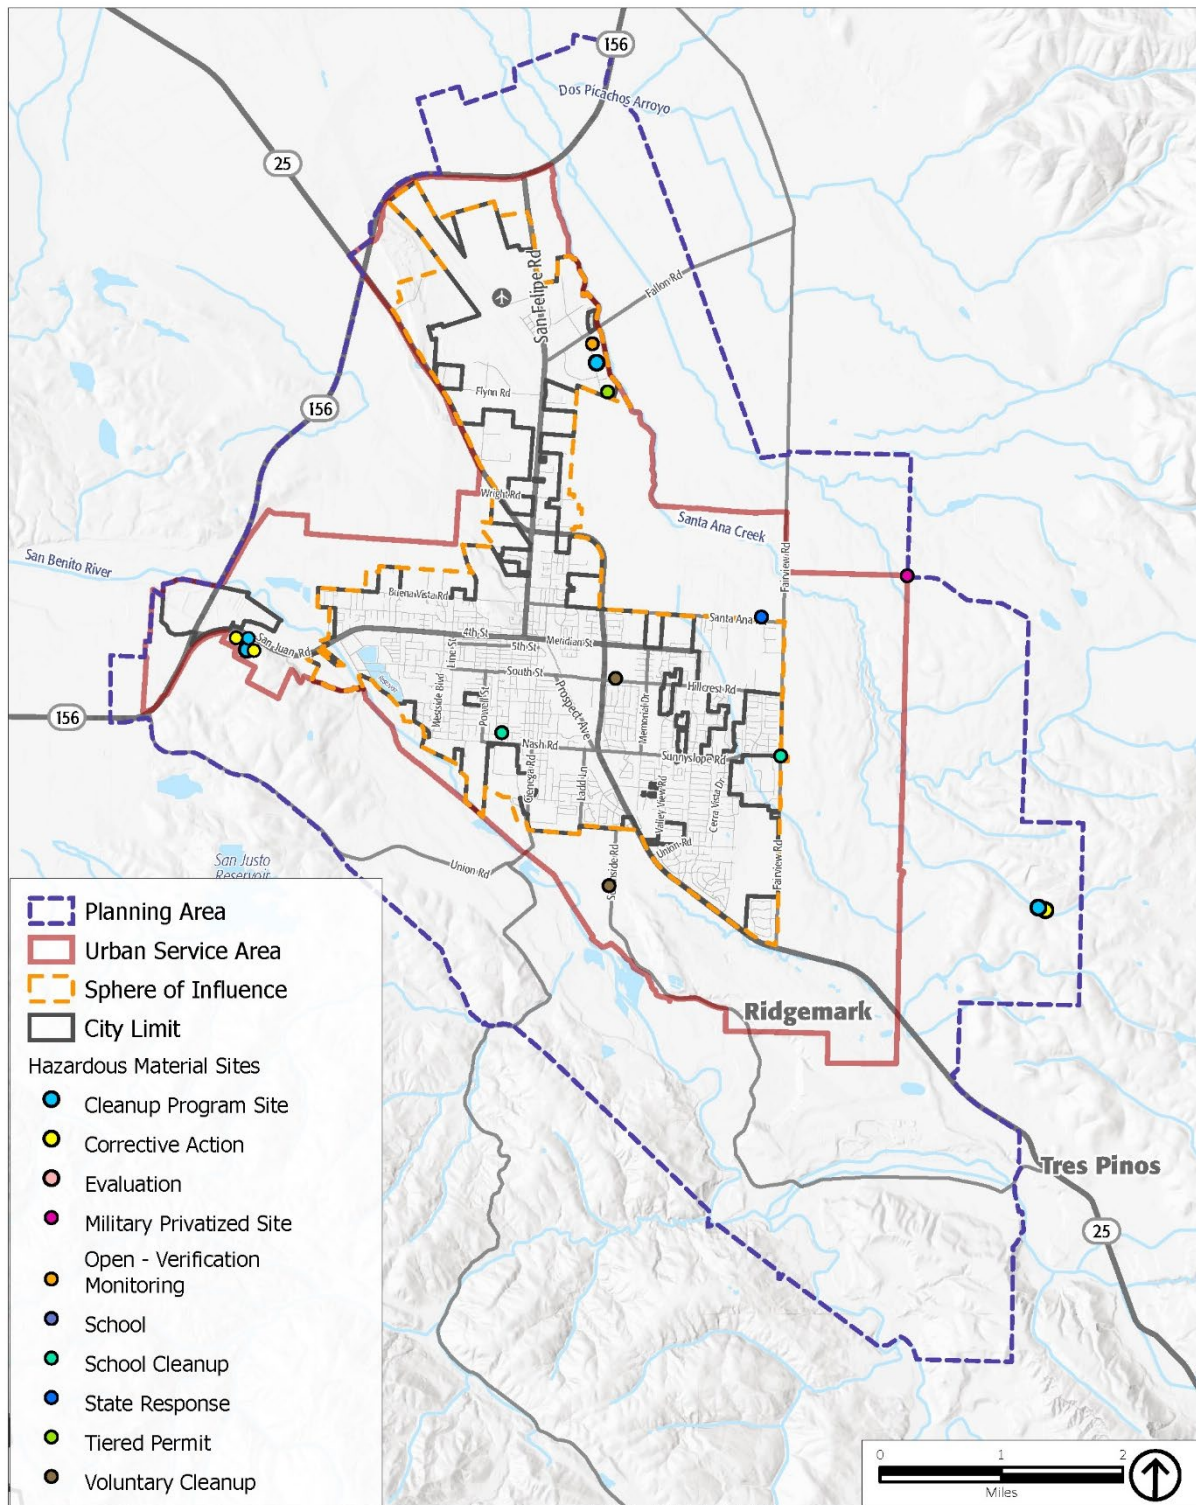 156
Dos Picachos Arroyo
25
San Felipe Rd
Fallon Rd
156
Flynn Rd
Wright Rd
Santa Ana Creek
Fairview Rd
San Benito River
Buena Vista Rd
Santa Ana
San Juan Rd
4th St
5th St
Meridian St
Line St
South St
Hillcrest Rd
Westside Blvd
Powell St
Prospect Ave
Memorial Dr
156
Nash Rd
Sunnyslope Rd
Cienega Rd
Ladd Ln
Valley View Rd
Cerra Vista Dr
Union Rd
Fairview Rd
San Justo
Reservoir
Union Rd
Ridgemark
Tres Pinos
25
Planning Area
Urban Service Area
Sphere of Influence
City Limit
Hazardous Material Sites
Cleanup Program Site
Corrective Action
Evaluation
Military Privatized Site
Open - Verification
Monitoring
School
School Cleanup
State Response
Tiered Permit
Voluntary Cleanup
0 1 2
Miles